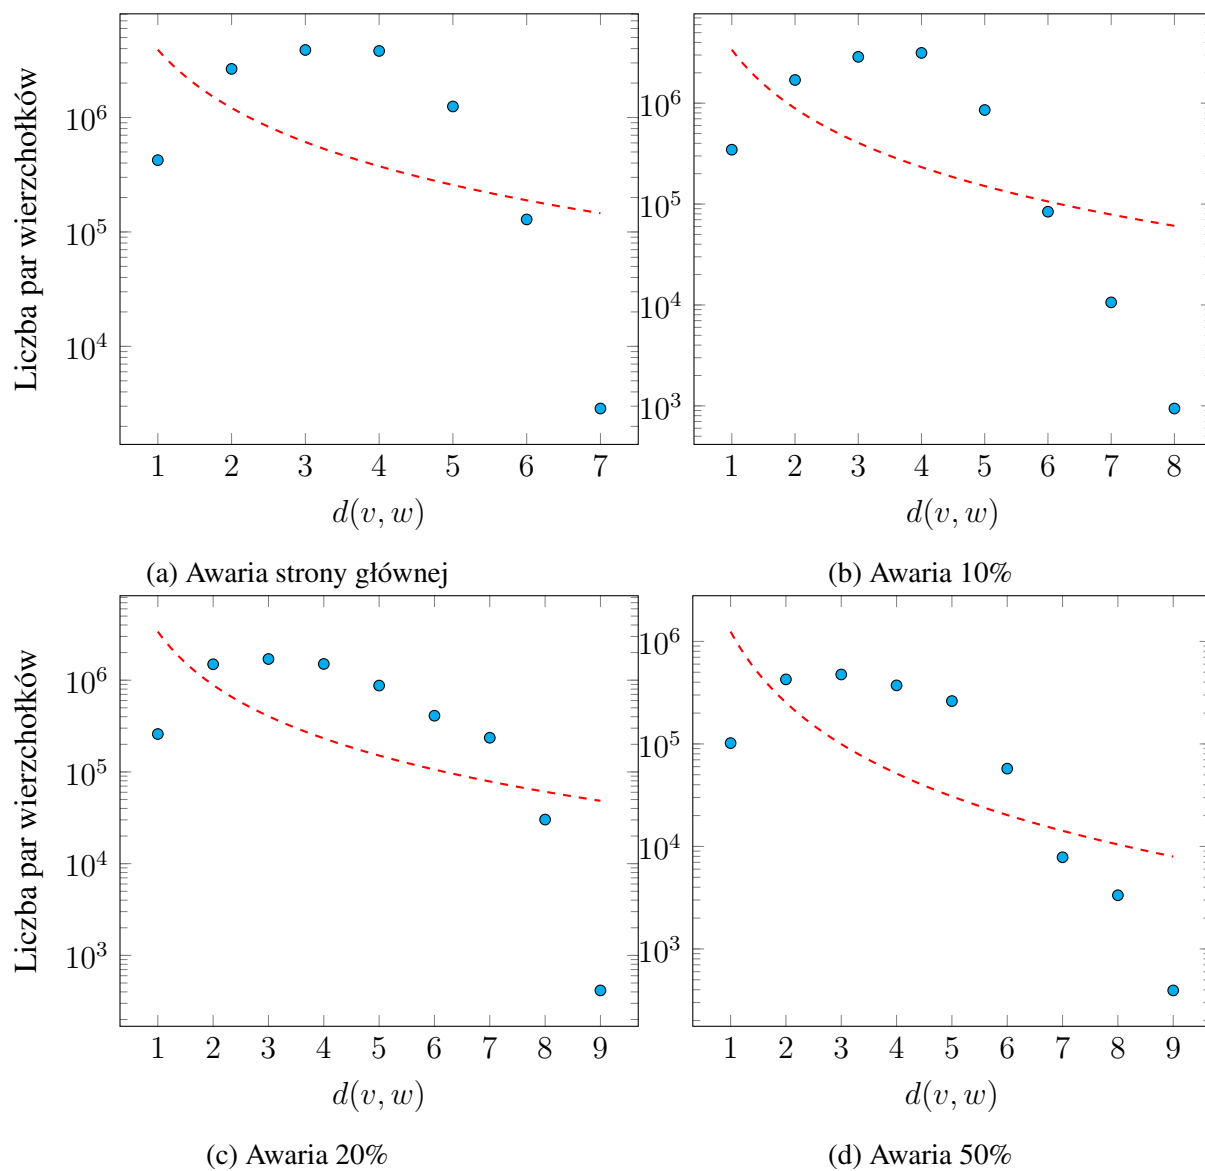 Liczba par wierzchołków
10^6
10^5
10^4
1 2 3 4 5 6 7
d(v, w)
(a) Awaria strony głównej
10^6
10^5
10^4
10^3
1 2 3 4 5 6 7 8
d(v, w)
(b) Awaria 10%
Liczba par wierzchołków
10^6
10^5
10^4
10^3
1 2 3 4 5 6 7 8 9
d(v, w)
(c) Awaria 20%
10^6
10^5
10^4
10^3
1 2 3 4 5 6 7 8 9
d(v, w)
(d) Awaria 50%